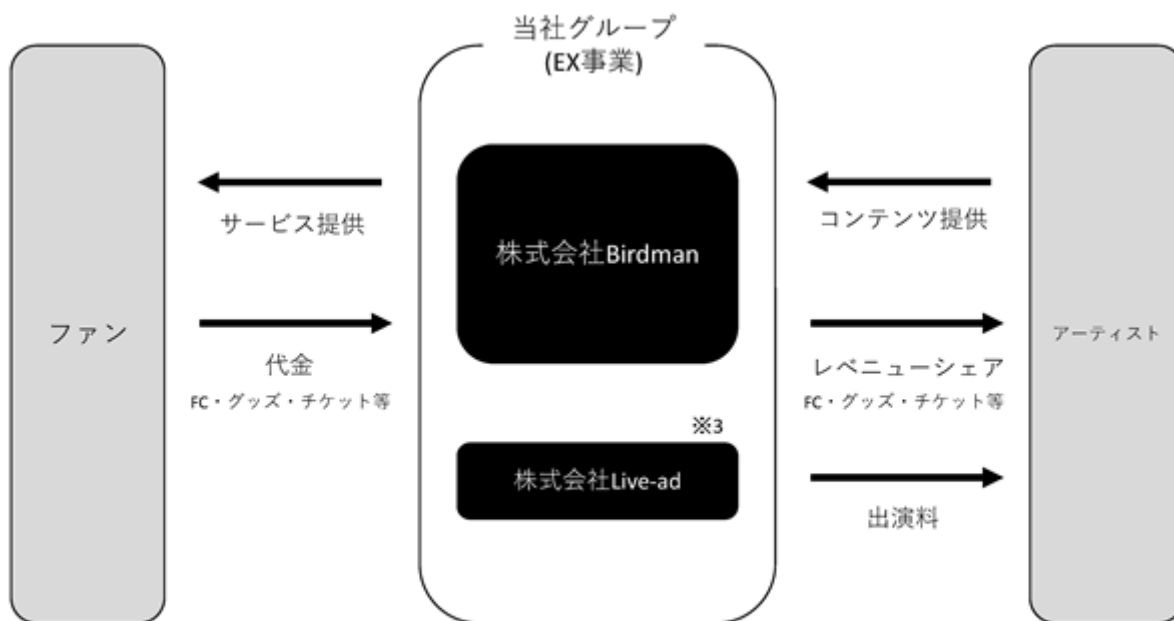 当社グループ
(EX事業)
ファン
サービス提供
代金
FC・グッズ・チケット等
株式会社Birdman
※3
株式会社Live-ad
コンテンツ提供
レベニューシェア
FC・グッズ・チケット等
出演料
アーティスト